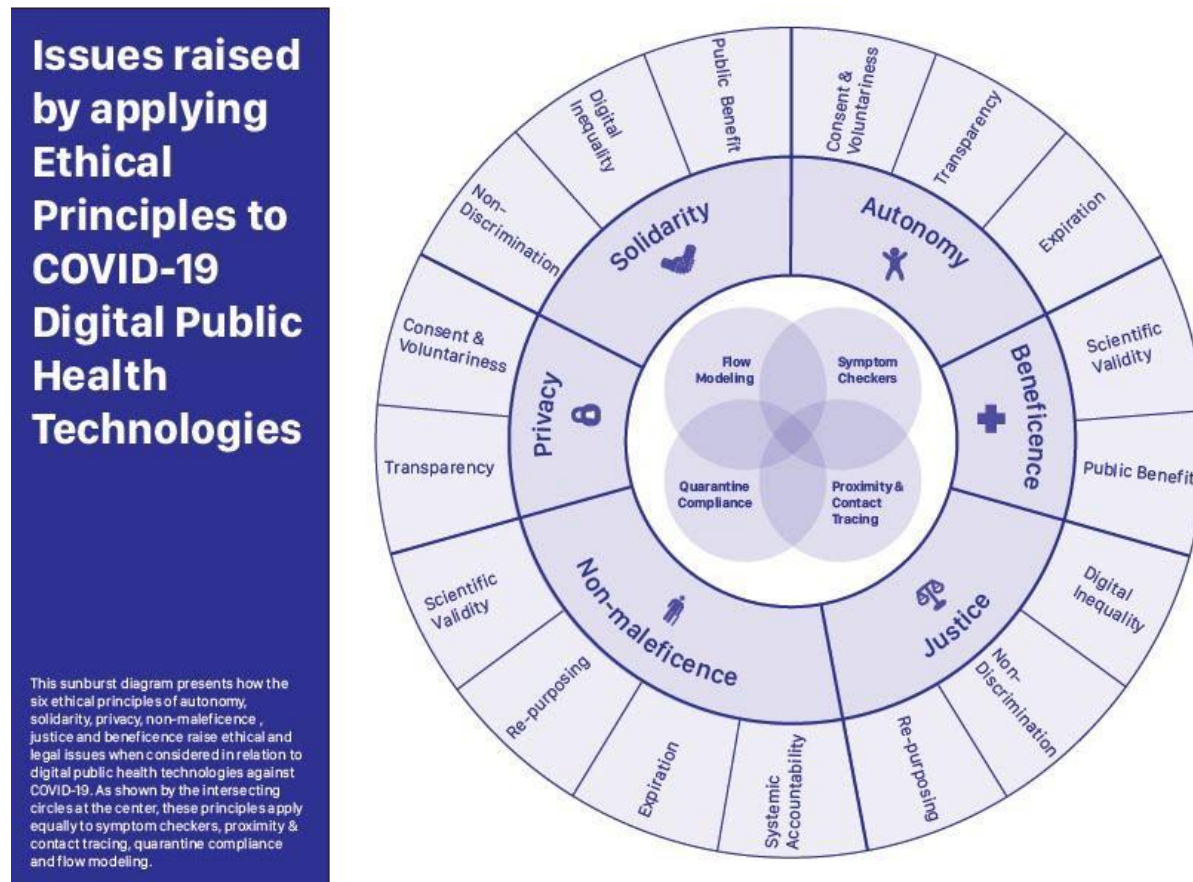 Issues raised
by applying
Ethical
Principles to
COVID-19
Digital Public
Health
Technologies
This sunburst diagram presents how the
six ethical principles of autonomy,
solidarity, privacy, non-maleficence ,
justice and beneficence raise ethical and
legal issues when considered in relation to
digital public health technologies against
COVID-19. As shown by the intersecting
circles at the center, these principles apply
equally to symptom checkers, proximity &
contact tracing, quarantine compliance
and flow modeling.
Autonomy
Consent &
Voluntariness
Transparency
Expiration
Beneficence
Scientific
Validity
Public Benefit
Justice
Digital
Inequality
Non-
Discrimination
Re-purposing
Non-maleficence
Systemic
Accountability
Expiration
Re-purposing
Scientific
Validity
Privacy
Transparency
Consent &
Voluntariness
Solidarity
Non-
Discrimination
Digital
Inequality
Public Benefit
Flow
Modeling
Symptom
Checkers
Quarantine
Compliance
Proximity &
Contact
Tracing